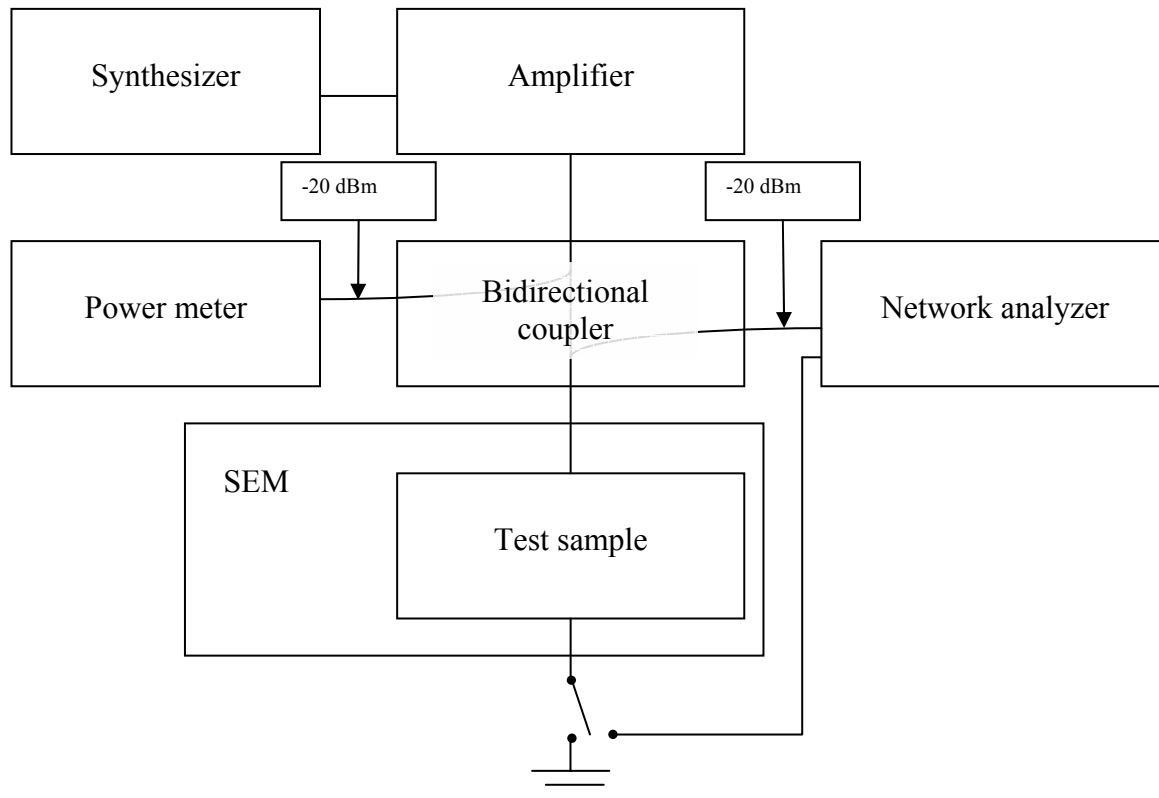 Synthesizer
Amplifier
-20 dBm
-20 dBm
Power meter
Bidirectional
coupler
Network analyzer
SEM
Test sample